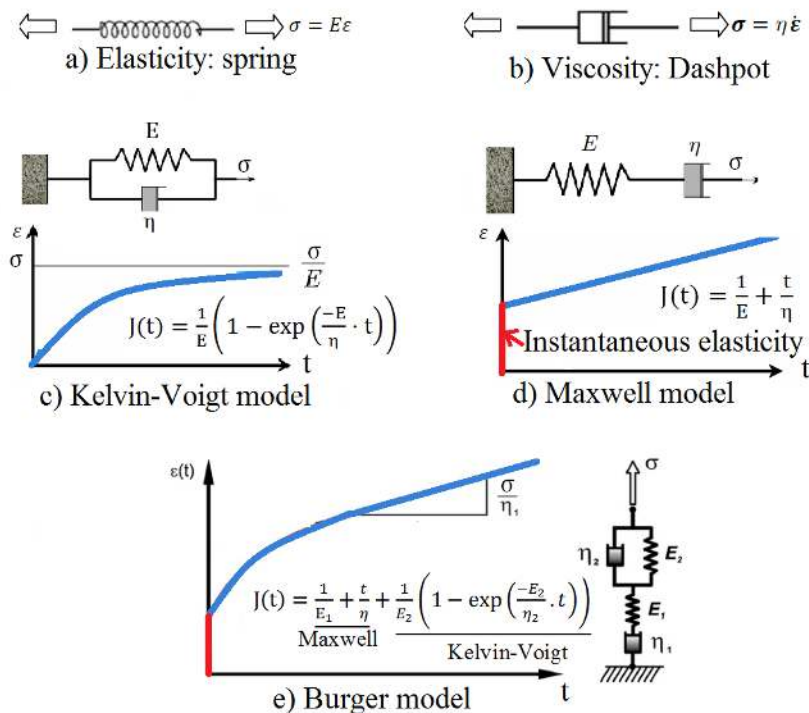 σ = Eε
a) Elasticity: spring
σ = η ε̇
b) Viscosity: Dashpot
E
σ
η
ε
σ
σ/E
J(t) = 1/E (1 − exp (−E/η · t))
t
c) Kelvin-Voigt model
E
η
σ
ε
J(t) = 1/E + t/η
Instantaneous elasticity
t
d) Maxwell model
ε(t)
σ/η₁
J(t) = 1/E₁ + t/η + 1/E₂ (1 − exp (−E₂/η₂ . t))
Maxwell
Kelvin-Voigt
t
e) Burger model
σ
η₂
E₂
E₁
η₁